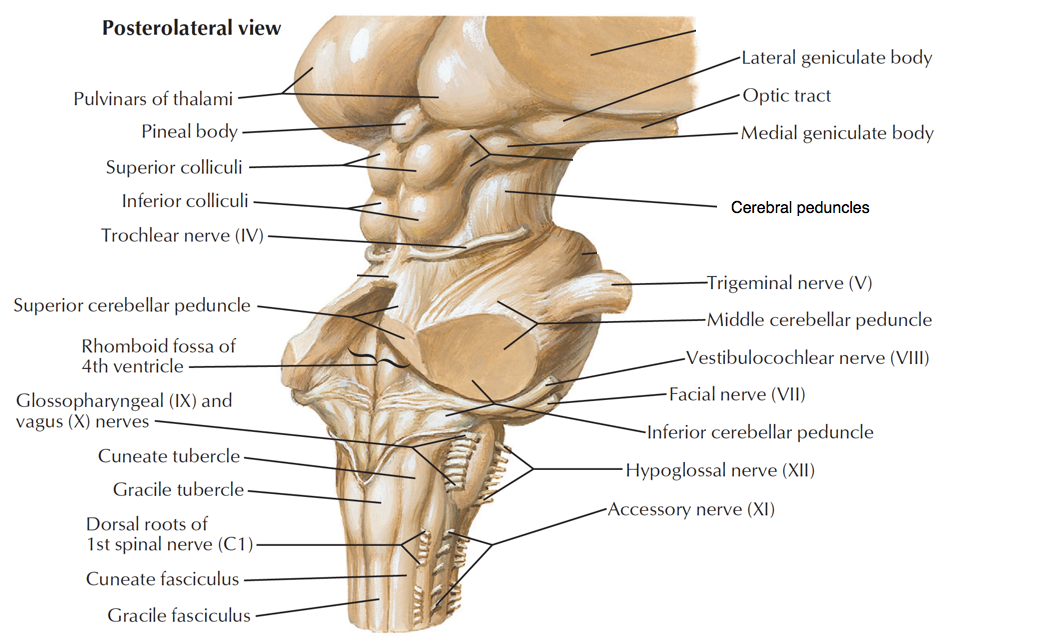 Posterolateral view
Pulvinars of thalami
Pineal body
Superior colliculi
Inferior colliculi
Trochlear nerve (IV)
Superior cerebellar peduncle
Rhomboid fossa of
4th ventricle
Glossopharyngeal (IX) and
vagus (X) nerves
Cuneate tubercle
Gracile tubercle
Dorsal roots of
1st spinal nerve (C1)
Cuneate fasciculus
Gracile fasciculus
Lateral geniculate body
Optic tract
Medial geniculate body
Cerebral peduncles
Trigeminal nerve (V)
Middle cerebellar peduncle
Vestibulocochlear nerve (VIII)
Facial nerve (VII)
Inferior cerebellar peduncle
Hypoglossal nerve (XII)
Accessory nerve (XI)